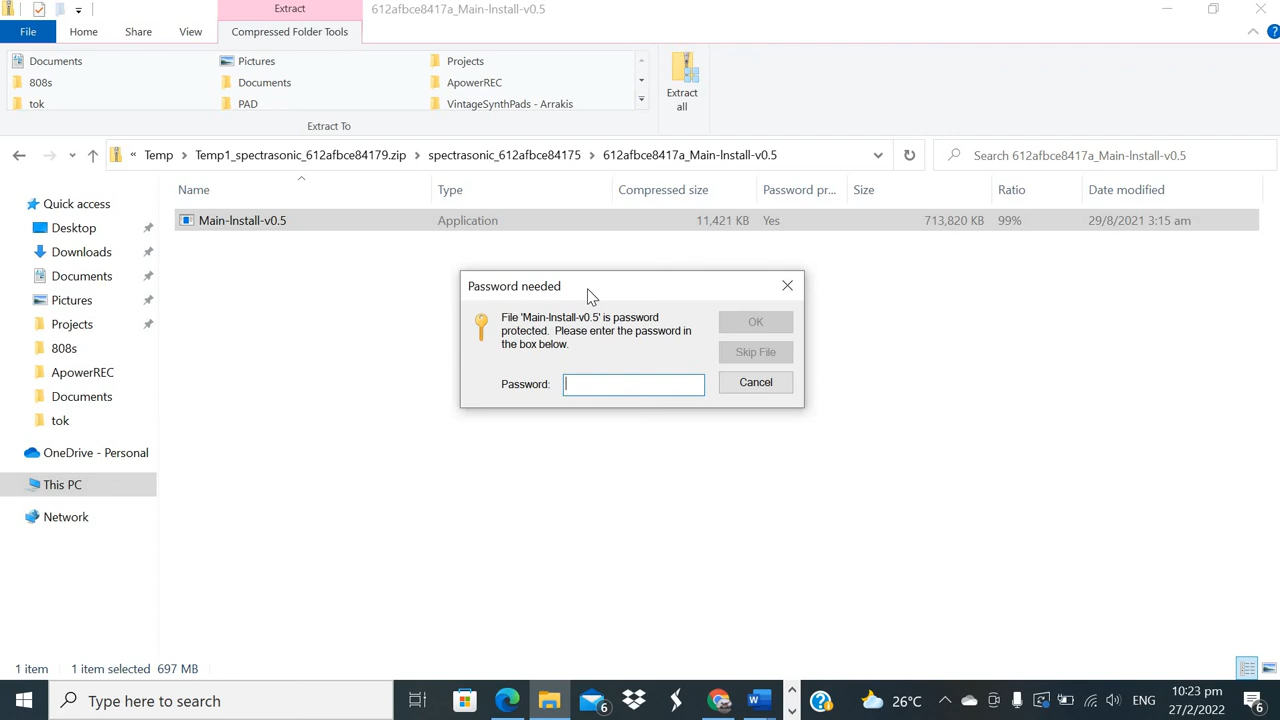 Extract
612afbce8417a_Main-Install-v0.5
File
Home
Share
View
Compressed Folder Tools
Documents
Pictures
Projects
808s
Documents
ApowerREC
tok
PAD
VintageSynthPads - Arrakis
Extract all
Extract To
« Temp > Temp1_spectrasonic_612afbce84179.zip > spectrasonic_612afbce84175 > 612afbce8417a_Main-Install-v0.5
Search 612afbce8417a_Main-Install-v0.5
Name Type Compressed size Password pr... Size Ratio Date modified
Main-Install-v0.5 Application 11,421 KB Yes 713,820 KB 99% 29/8/2021 3:15 am
Quick access
Desktop
Downloads
Documents
Pictures
Projects
808s
ApowerREC
Documents
tok
OneDrive - Personal
This PC
Network
Password needed
File 'Main-Install-v0.5' is password
protected. Please enter the password in
the box below.
Password:
OK
Skip File
Cancel
1 item 1 item selected 697 MB
Type here to search
6
W
26°C
ENG
10:23 pm
27/2/2022
6